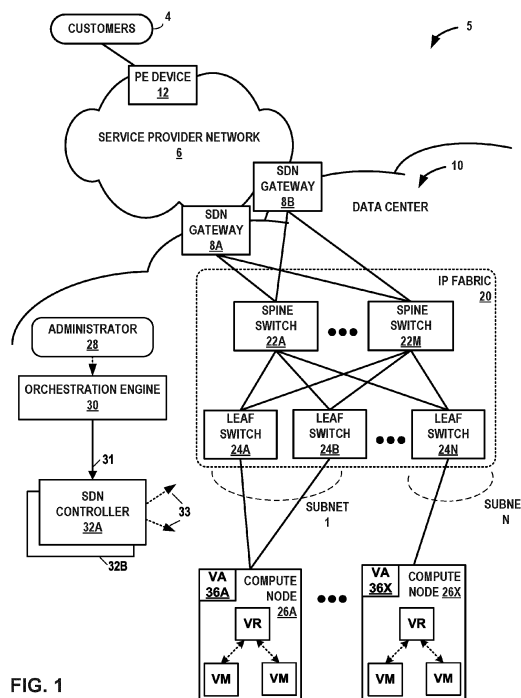 CUSTOMERS
4
5
PE DEVICE
12
SERVICE PROVIDER NETWORK
6
10
SDN
GATEWAY
8B
DATA CENTER
SDN
GATEWAY
8A
IP FABRIC
20
SPINE
SWITCH
22A
SPINE
SWITCH
22M
ADMINISTRATOR
28
ORCHESTRATION ENGINE
30
LEAF
SWITCH
24A
LEAF
SWITCH
24B
LEAF
SWITCH
24N
31
SUBNET
1
SUBNET
N
SDN
CONTROLLER
32A
33
32B
VA
36A
COMPUTE
NODE
26A
VR
VM
VM
VA
36X
COMPUTE
NODE 26X
VR
VM
VM
FIG. 1